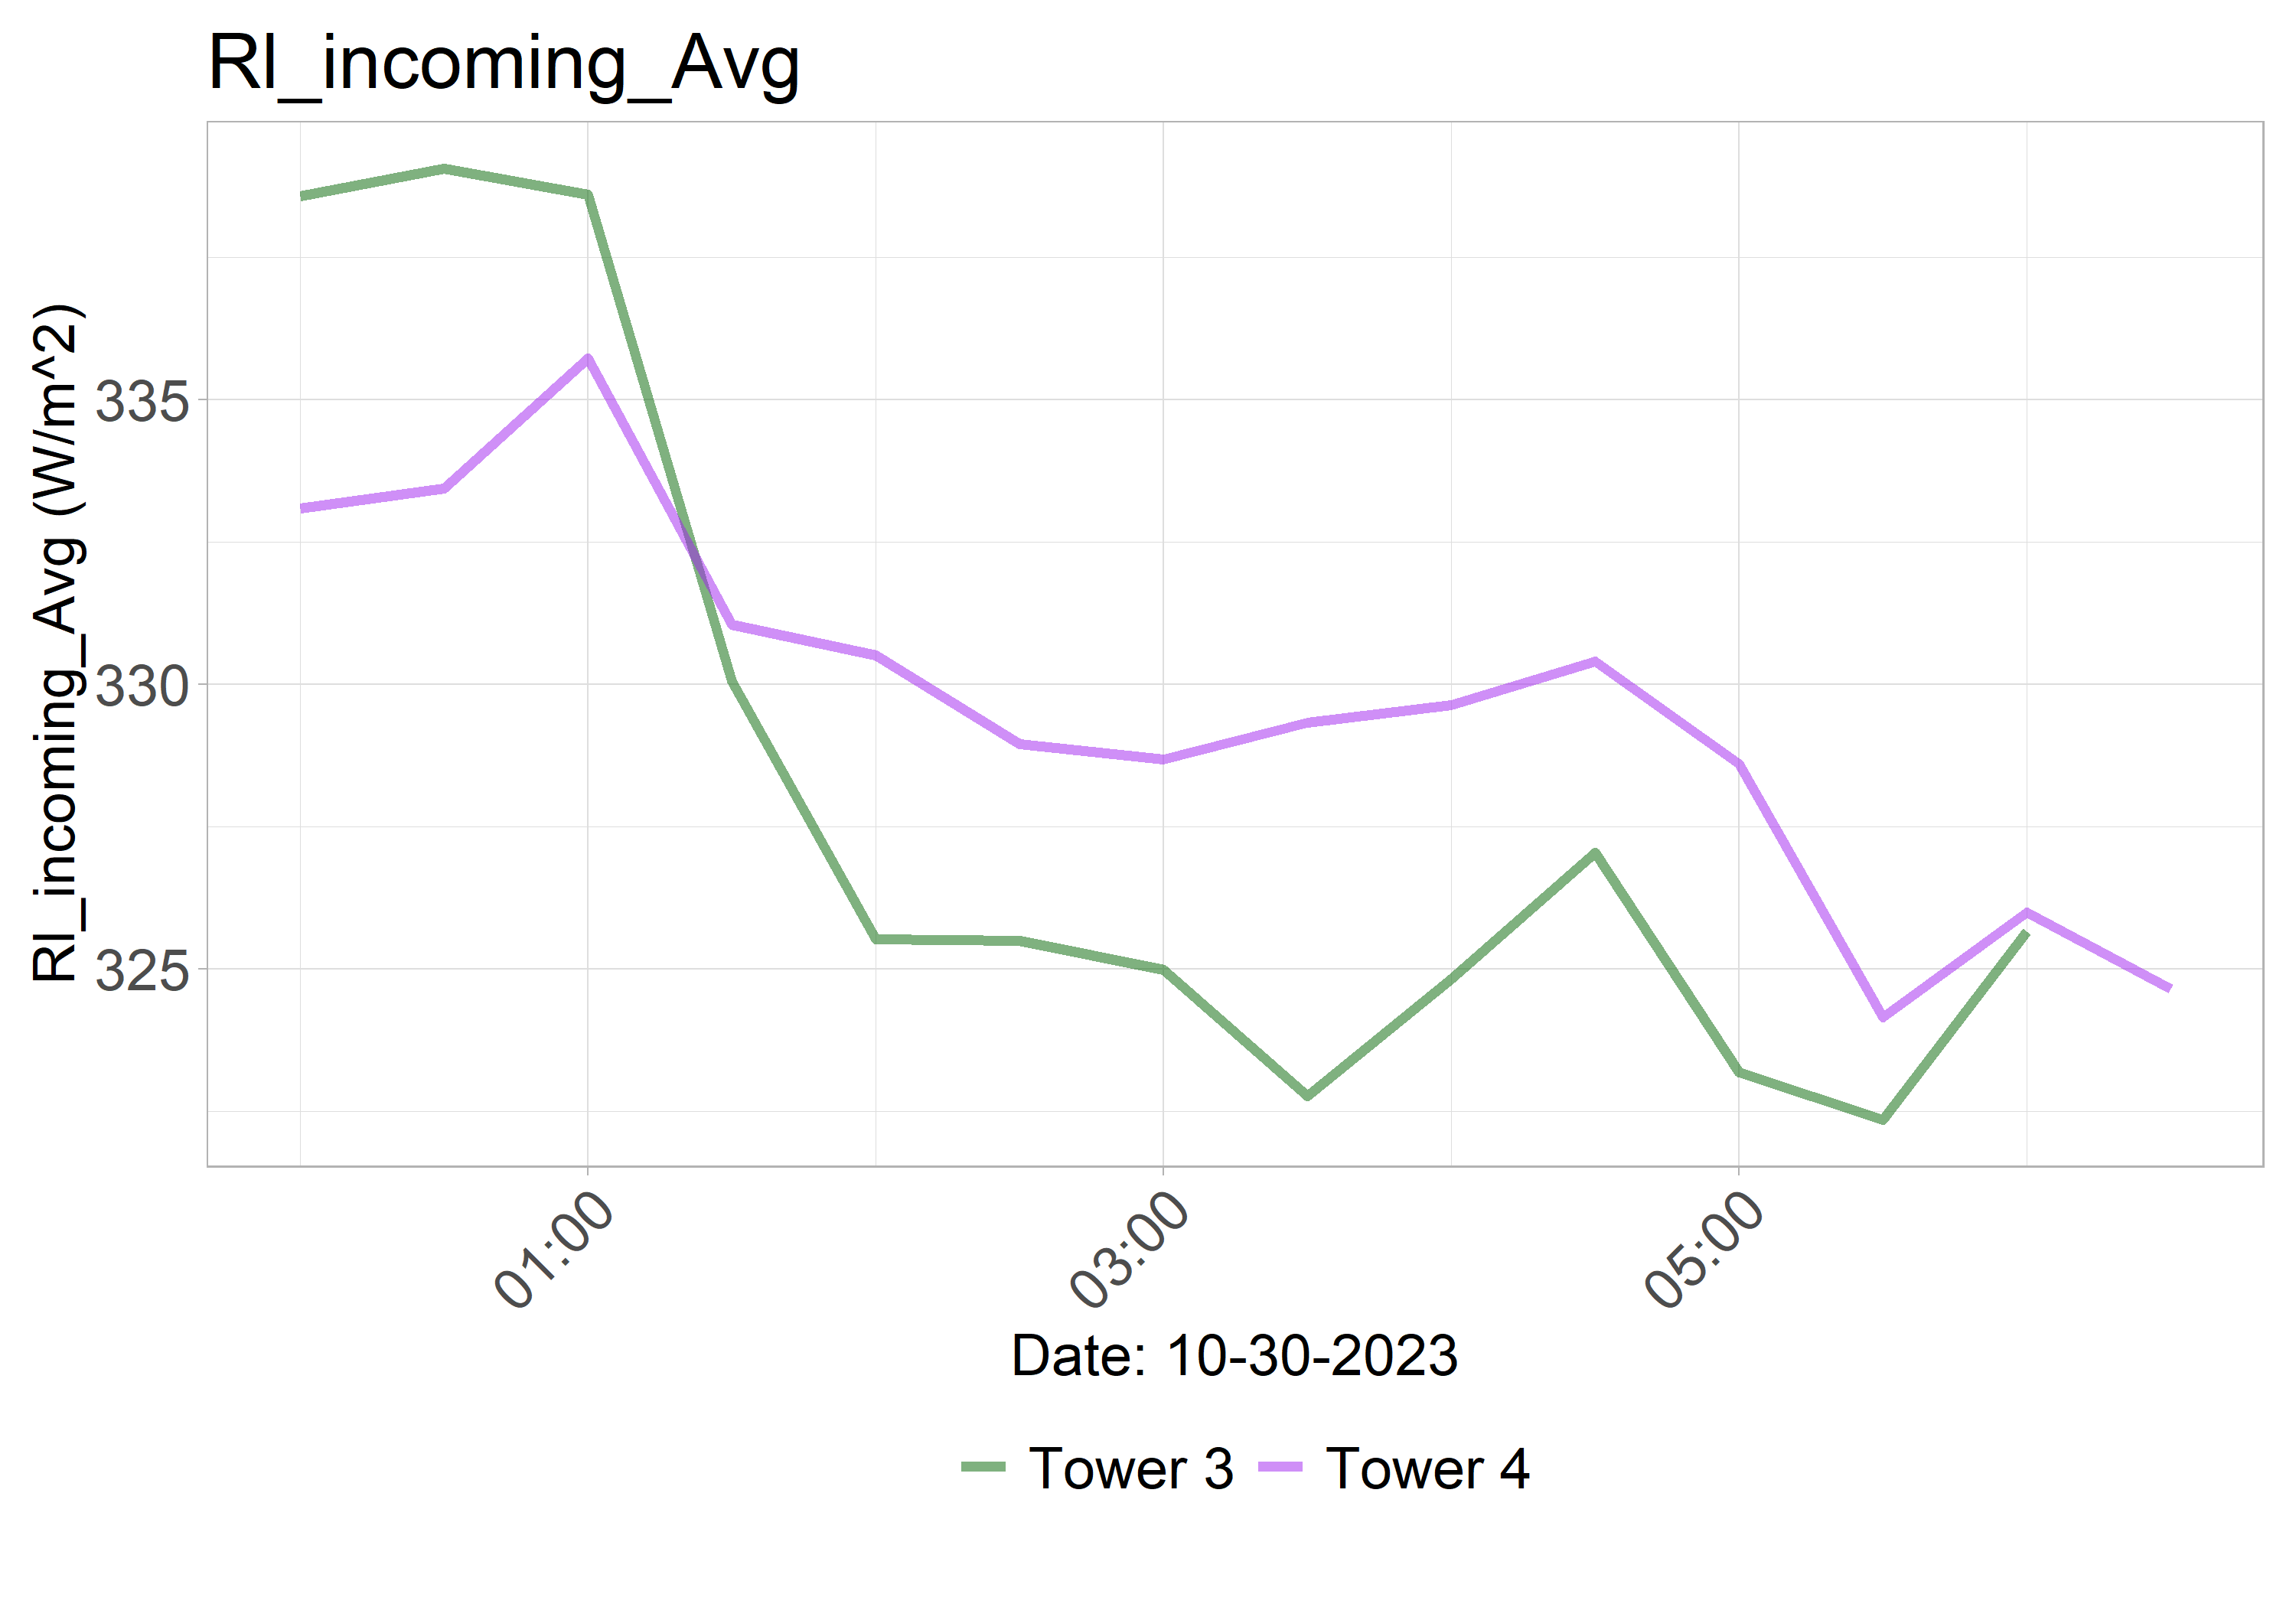 Rl_incoming_Avg
Rl_incoming_Avg (W/m^2)
335
330
325
01:00
03:00
05:00
Date: 10-30-2023
Tower 3
Tower 4